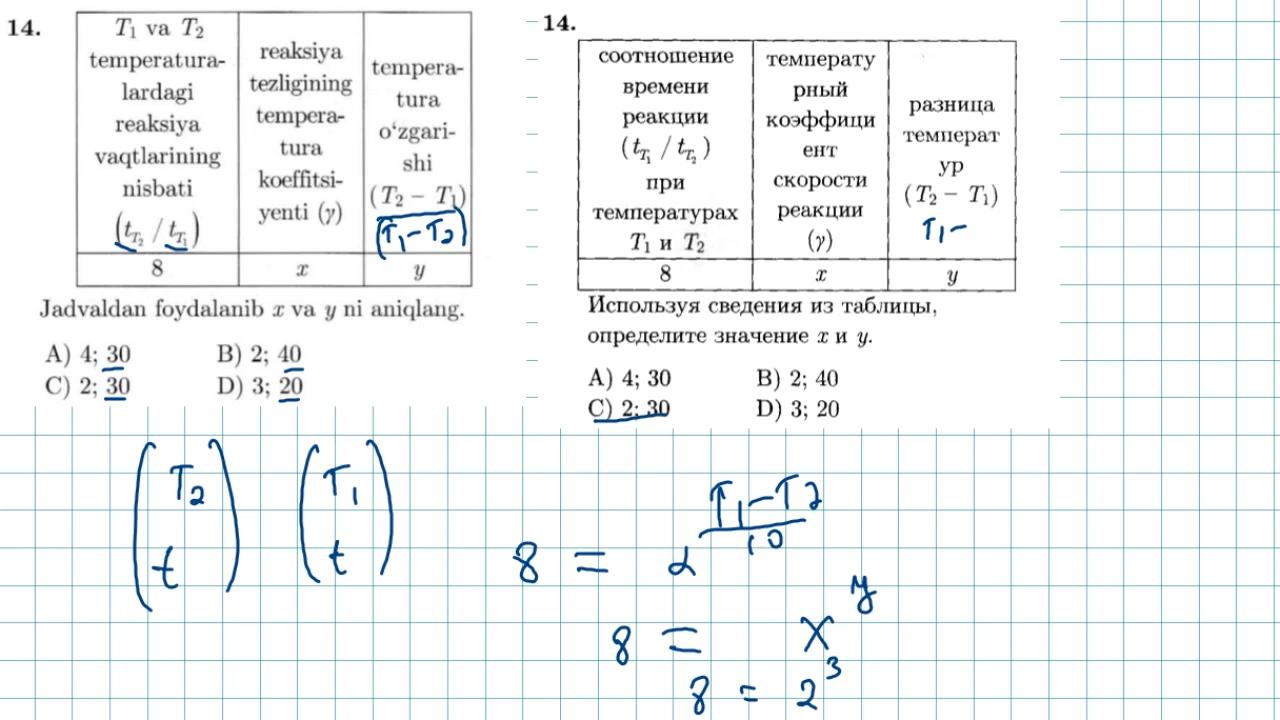 14.
T₁ va T₂
temperatura-
lardagi
reaksiya
vaqtlarining
nisbati
(t_T₂ / t_T₁)
reaksiya
tezligining
tempera-
tura
koeffitsi-
yenti (γ)
tempera-
tura
o‘zgari-
shi
(T₂ − T₁)
(T₁ − T₂)
8 x y
Jadvaldan foydalanib x va y ni aniqlang.
A) 4; 30 B) 2; 40
C) 2; 30 D) 3; 20
14.
соотношение
времени
реакции
(t_T₁ / t_T₂)
при
температурах
T₁ и T₂
температу
рный
коэффици
ент
скорости
реакции
(γ)
разница
температ
ур
(T₂ − T₁)
T₁ −
8 x y
Используя сведения из таблицы,
определите значение x и y.
A) 4; 30 B) 2; 40
C) 2; 30 D) 3; 20
(T₂ t) (T₁ t)
8 = α^((T₁ − T₂)/10)
8 = x^y
8 = 2³